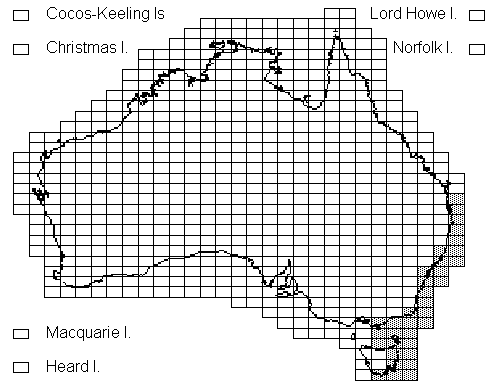 Cocos-Keeling Is
Lord Howe I.
Christmas I.
Norfolk I.
Macquarie I.
Heard I.